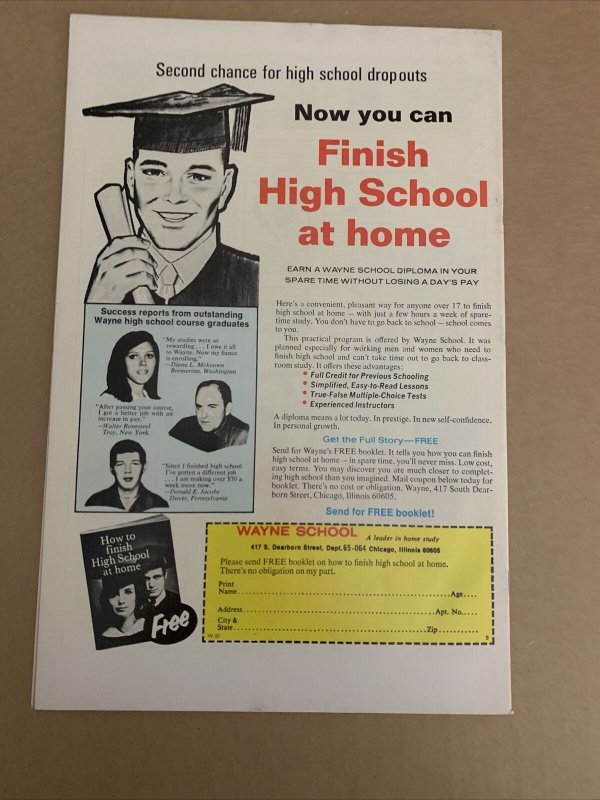 Second chance for high school dropouts
Now you can
Finish
High School
at home
EARN A WAYNE SCHOOL DIPLOMA IN YOUR
SPARE TIME WITHOUT LOSING A DAY'S PAY
Here's a convenient, pleasant way for anyone over 17 to finish
high school at home — with just a few hours a week of spare-
time study. You don't have to go back to school — school comes
to you.
This practical program is offered by Wayne School. It was
planned especially for working men and women who need to
finish high school and can't take time out to go back to class-
room study. It offers these advantages:
• Full Credit for Previous Schooling
• Simplified, Easy-to-Read Lessons
• True-False Multiple-Choice Tests
• Experienced Instructors
A diploma means a lot today. In prestige. In new self-confidence.
In personal growth.
Get the Full Story—FREE
Send for Wayne's FREE booklet. It tells you how you can finish
high school at home — in spare time, you'll never miss. Low cost,
easy terms. You may discover you are much closer to complet-
ing high school than you imagined. Mail coupon below today for
booklet. There's no cost or obligation. Wayne, 417 South Dear-
born Street, Chicago, Illinois 60605.
Send for FREE booklet!
Success reports from outstanding
Wayne high school course graduates
"My studies were so
rewarding . . . I owe it all
to Wayne. Now my fiance
is enrolling."
—Diana L. Mckeown
Bremerton, Washington
"After passing your course,
I got a better job with an
increase in pay."
—Walter Bonesteel
Troy, New York
"Since I finished high school
I've gotten a different job
. . . I am making over $70 a
week more now."
—Donald E. Jacobs
Dover, Pennsylvania
How to
finish
High School
at home
Free
WAYNE SCHOOL A leader in home study
417 S. Dearborn Street, Dept. 65-064 Chicago, Illinois 60605
Please send FREE booklet on how to finish high school at home.
There's no obligation on my part.
Print
Name Age
Address Apt. No.
City &
State Zip